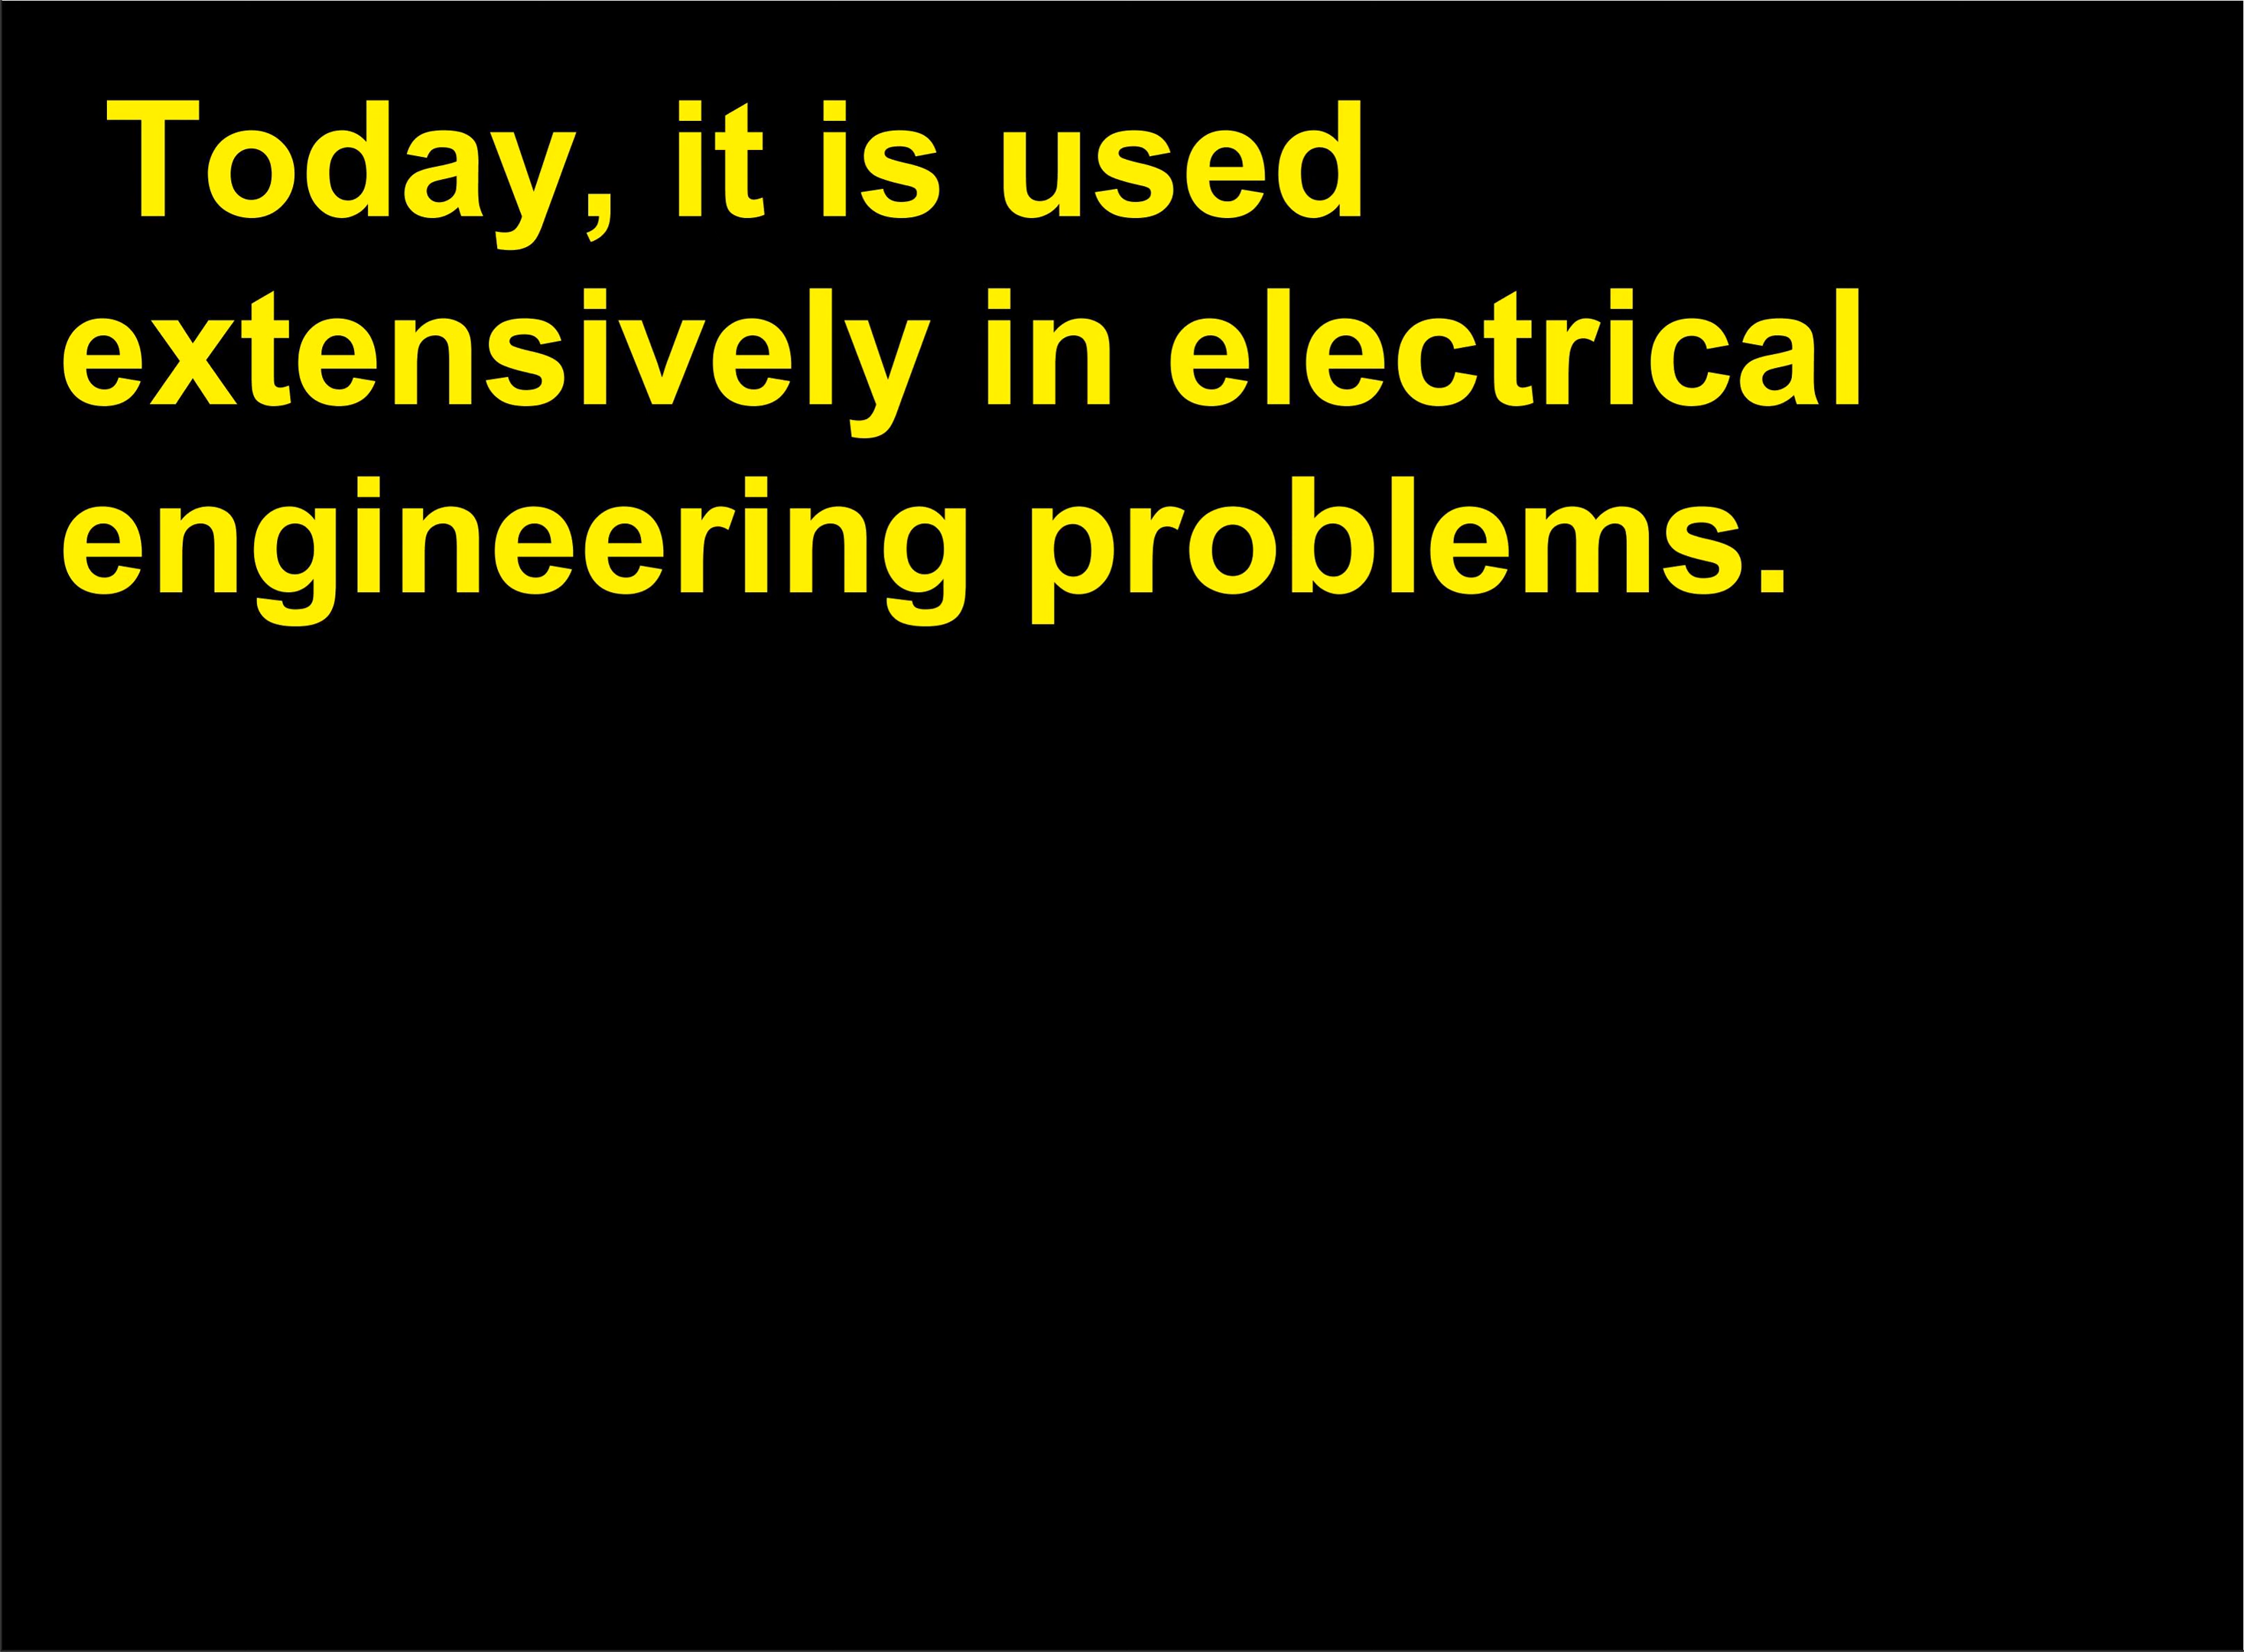 Today, it is used
extensively in electrical
engineering problems.